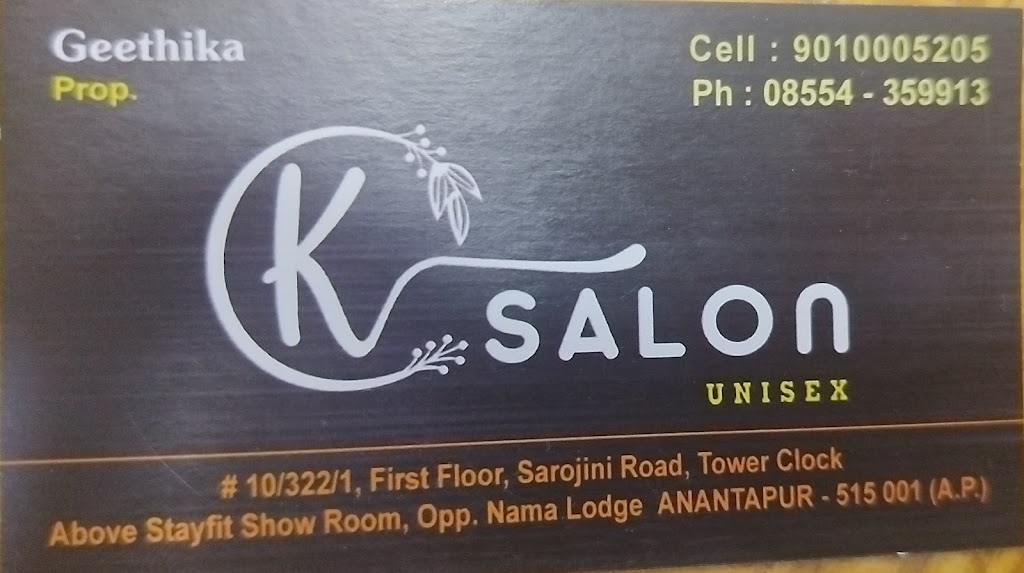 Geethika
Prop.
Cell : 9010005205
Ph : 08554 - 359913
K SALON
UNISEX
# 10/322/1, First Floor, Sarojini Road, Tower Clock
Above Stayfit Show Room, Opp. Nama Lodge ANANTAPUR - 515 001 (A.P.)